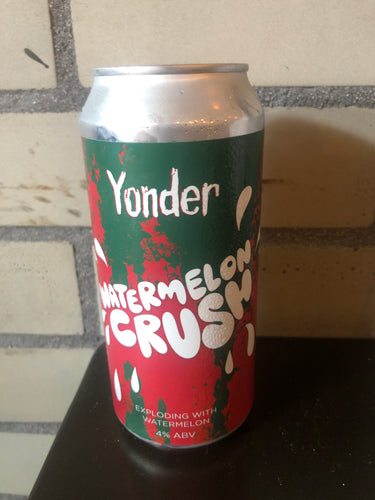 Yonder
WATERMELON
CRUSH
EXPLODING WITH
WATERMELON
4% ABV